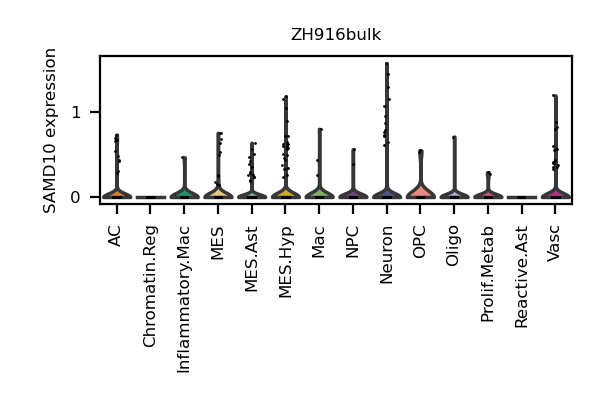 ZH916bulk
SAMD10 expression
1
0
AC
Chromatin.Reg
Inflammatory.Mac
MES
MES.Ast
MES.Hyp
Mac
NPC
Neuron
OPC
Oligo
Prolif.Metab
Reactive.Ast
Vasc